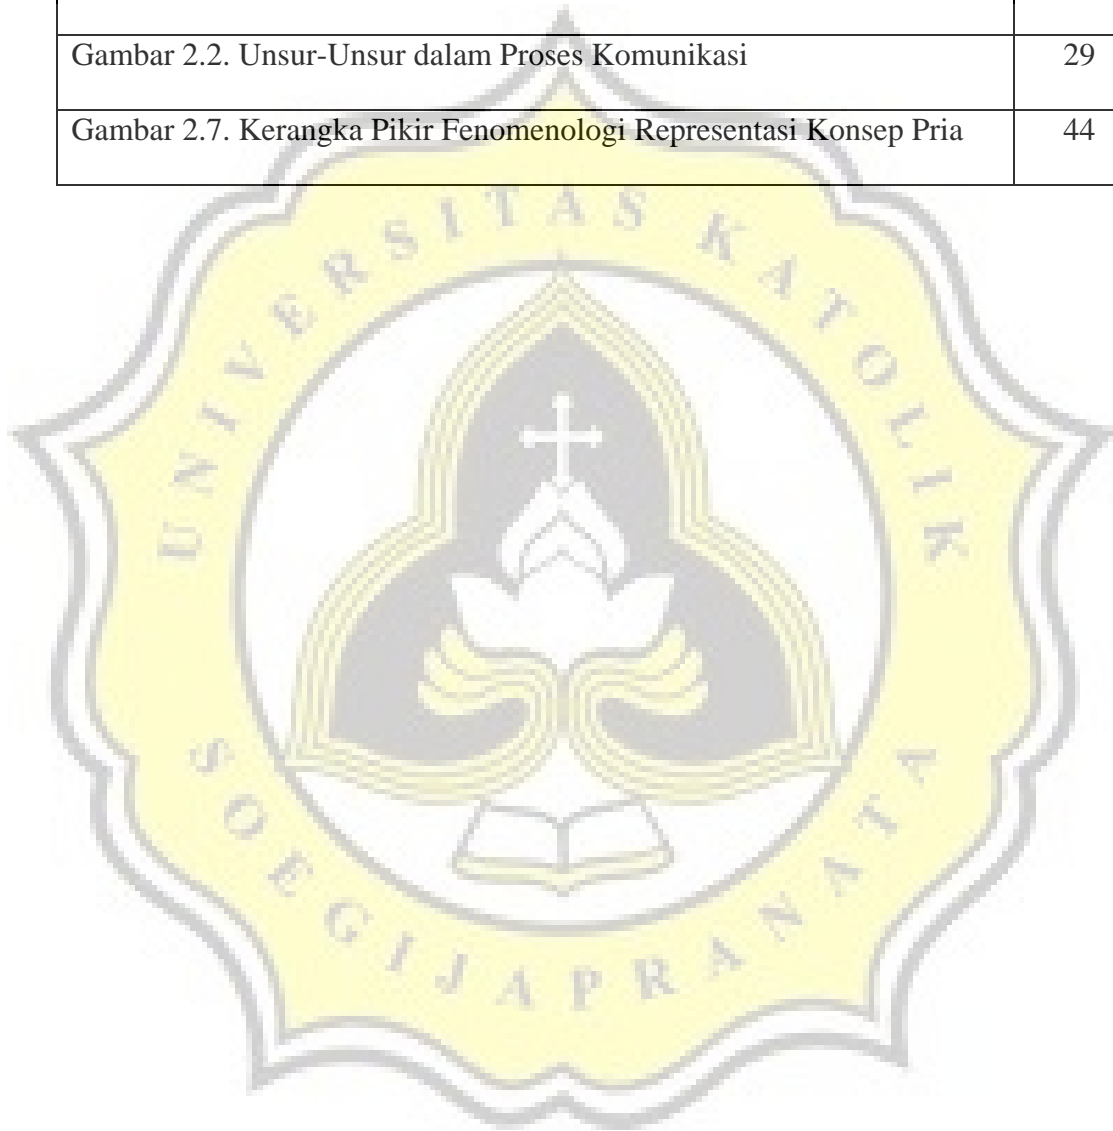 Gambar 2.2. Unsur-Unsur dalam Proses Komunikasi 29
Gambar 2.7. Kerangka Pikir Fenomenologi Representasi Konsep Pria 44
UNIVERSITAS KATOLIK
SOEGIJAPRANATA